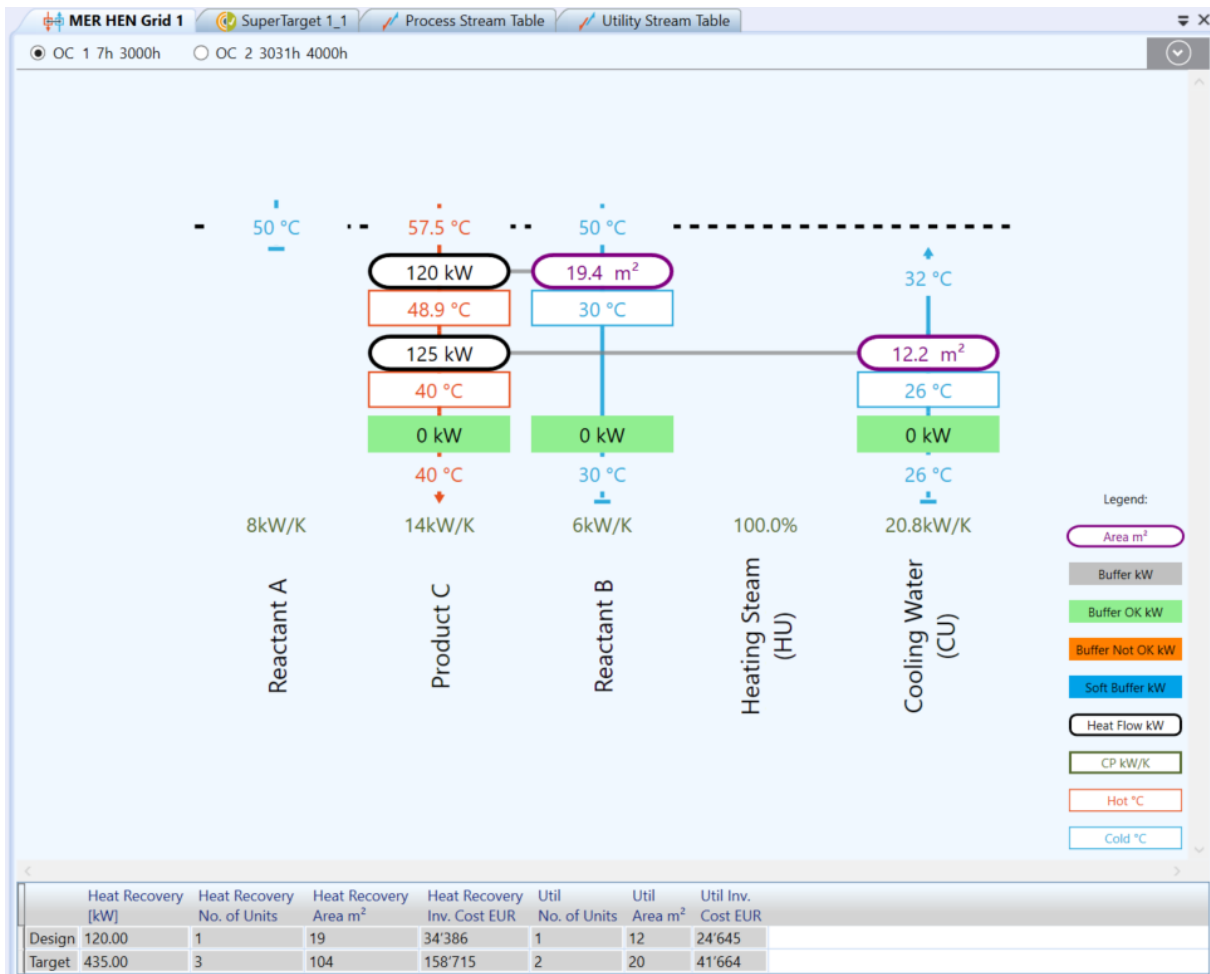 MER HEN Grid 1 SuperTarget 1_1 Process Stream Table Utility Stream Table
OC 1 7h 3000h OC 2 3031h 4000h
50 °C 57.5 °C 50 °C
120 kW 19.4 m²
32 °C
48.9 °C 30 °C
125 kW 12.2 m²
40 °C 26 °C
0 kW 0 kW 0 kW
40 °C 30 °C 26 °C
8kW/K 14kW/K 6kW/K 100.0% 20.8kW/K
Reactant A
Product C
Reactant B
Heating Steam
(HU)
Cooling Water
(CU)
Legend:
Area m²
Buffer kW
Buffer OK kW
Buffer Not OK kW
Soft Buffer kW
Heat Flow kW
CP kW/K
Hot °C
Cold °C
Heat Recovery Heat Recovery Heat Recovery Heat Recovery Util Util Util Inv.
[kW] No. of Units Area m² Inv. Cost EUR No. of Units Area m² Cost EUR
Design 120.00 1 19 34'386 1 12 24'645
Target 435.00 3 104 158'715 2 20 41'664